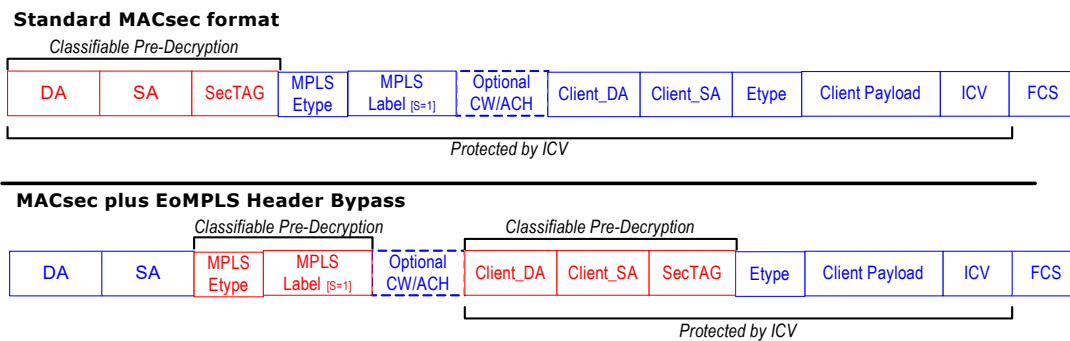 Standard MACsec format
Classifiable Pre-Decryption
DA SA SecTAG MPLS Etype MPLS Label [S=1] Optional CW/ACH Client_DA Client_SA Etype Client Payload ICV FCS
Protected by ICV
MACsec plus EoMPLS Header Bypass
Classifiable Pre-Decryption Classifiable Pre-Decryption
DA SA MPLS Etype MPLS Label [S=1] Optional CW/ACH Client_DA Client_SA SecTAG Etype Client Payload ICV FCS
Protected by ICV